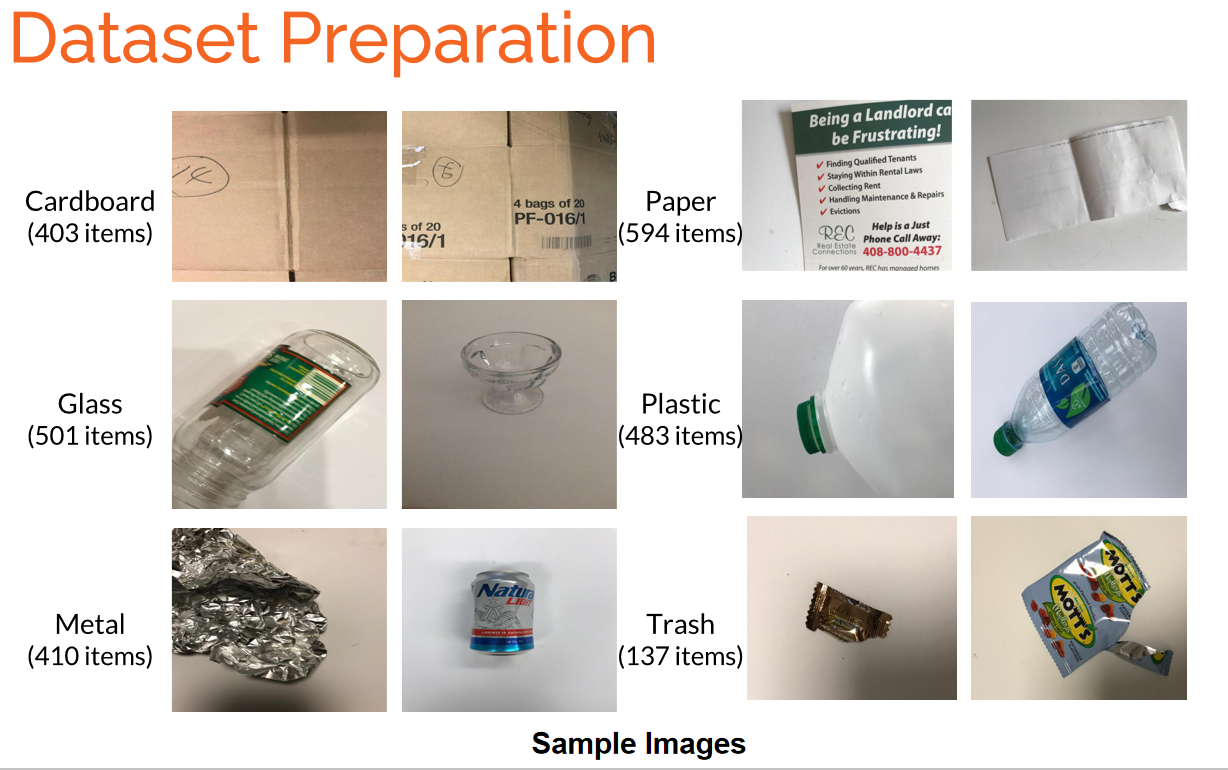 Dataset Preparation
Cardboard
(403 items)
14
6
s of 20
016/1
4 bags of 20
PF-016/1
Paper
(594 items)
Being a Landlord ca
be Frustrating!
✓ Finding Qualified Tenants
✓ Staying Within Rental Laws
✓ Collecting Rent
✓ Handling Maintenance & Repairs
✓ Evictions
REC
Real Estate
Connections
Help is a Just
Phone Call Away:
408-800-4437
For over 60 years, REC has managed homes
Glass
(501 items)
Plastic
(483 items)
DA
Metal
(410 items)
Natura
LIGHT
Trash
(137 items)
MOTT'S
MOTT'S
Sample Images